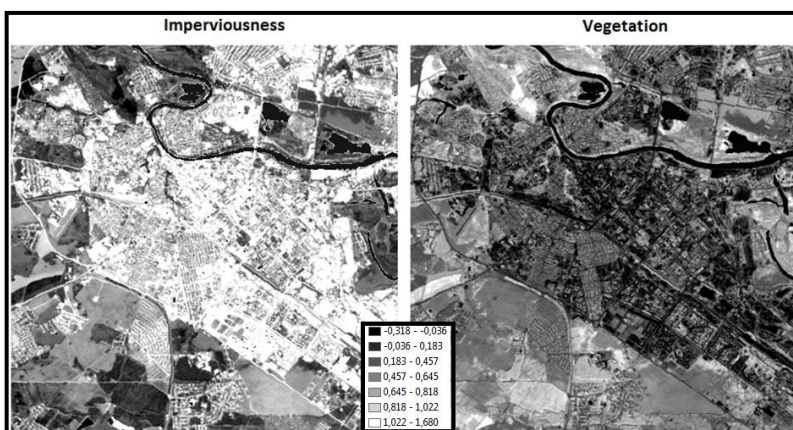 Imperviousness
Vegetation
-0,318 - -0,036
-0,036 - 0,183
0,183 - 0,457
0,457 - 0,645
0,645 - 0,818
0,818 - 1,022
1,022 - 1,680